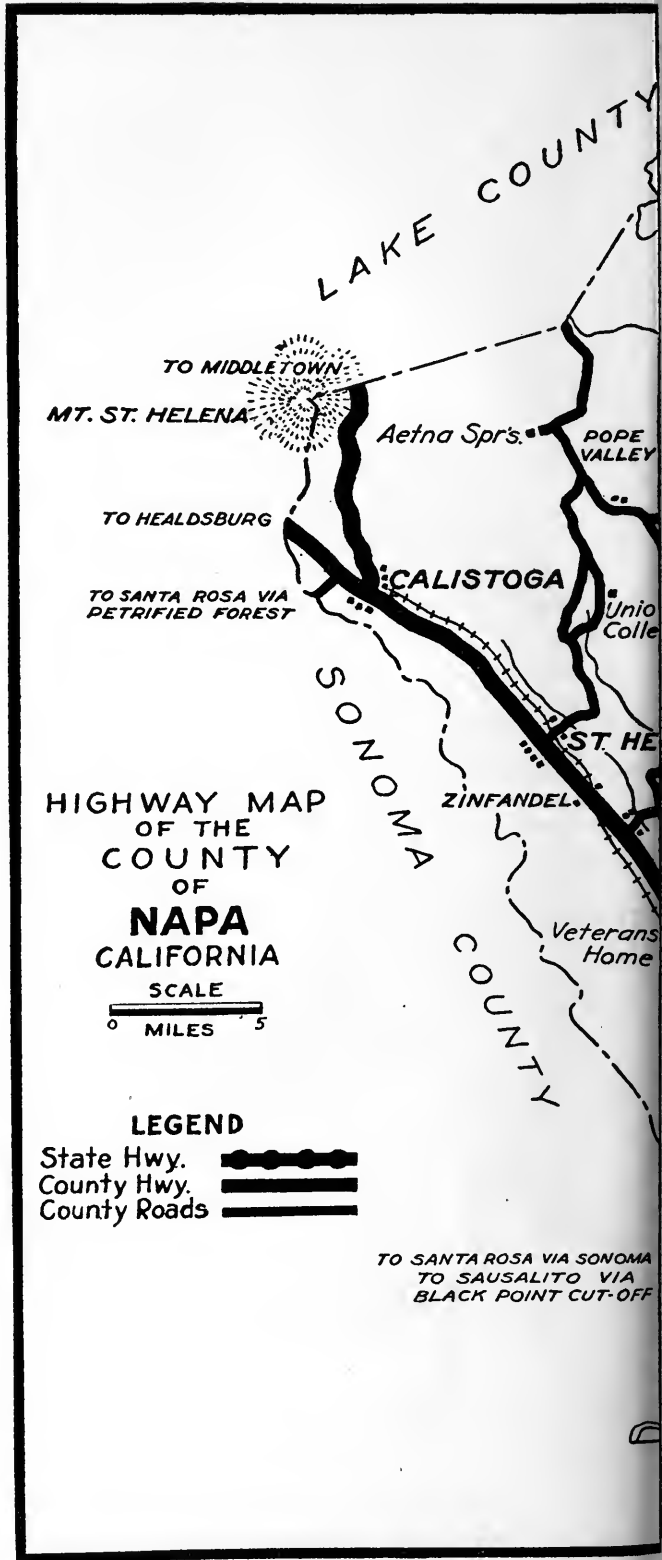 LAKE COUNTY
TO MIDDLETOWN
MT. ST. HELENA
Aetna Spr's.
POPE
VALLEY
TO HEALDSBURG
CALISTOGA
TO SANTA ROSA VIA
PETRIFIED FOREST
Unio
Colle
SONOMA COUNTY
ST. HE
ZINFANDEL
HIGHWAY MAP
OF THE
COUNTY
OF
NAPA
CALIFORNIA
SCALE
0 MILES 5
Veterans
Home
LEGEND
State Hwy.
County Hwy.
County Roads
TO SANTA ROSA VIA SONOMA
TO SAUSALITO VIA
BLACK POINT CUT-OFF